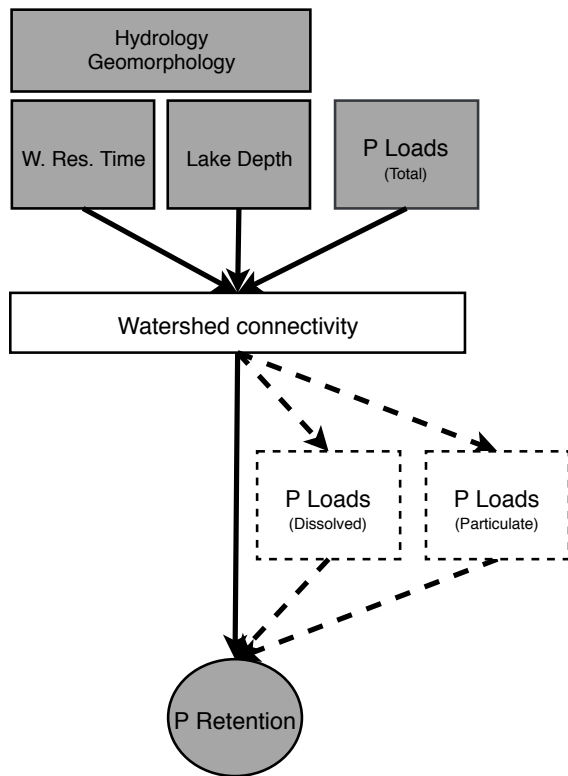 Hydrology
Geomorphology
W. Res. Time
Lake Depth
P Loads
(Total)
Watershed connectivity
P Loads
(Dissolved)
P Loads
(Particulate)
P Retention